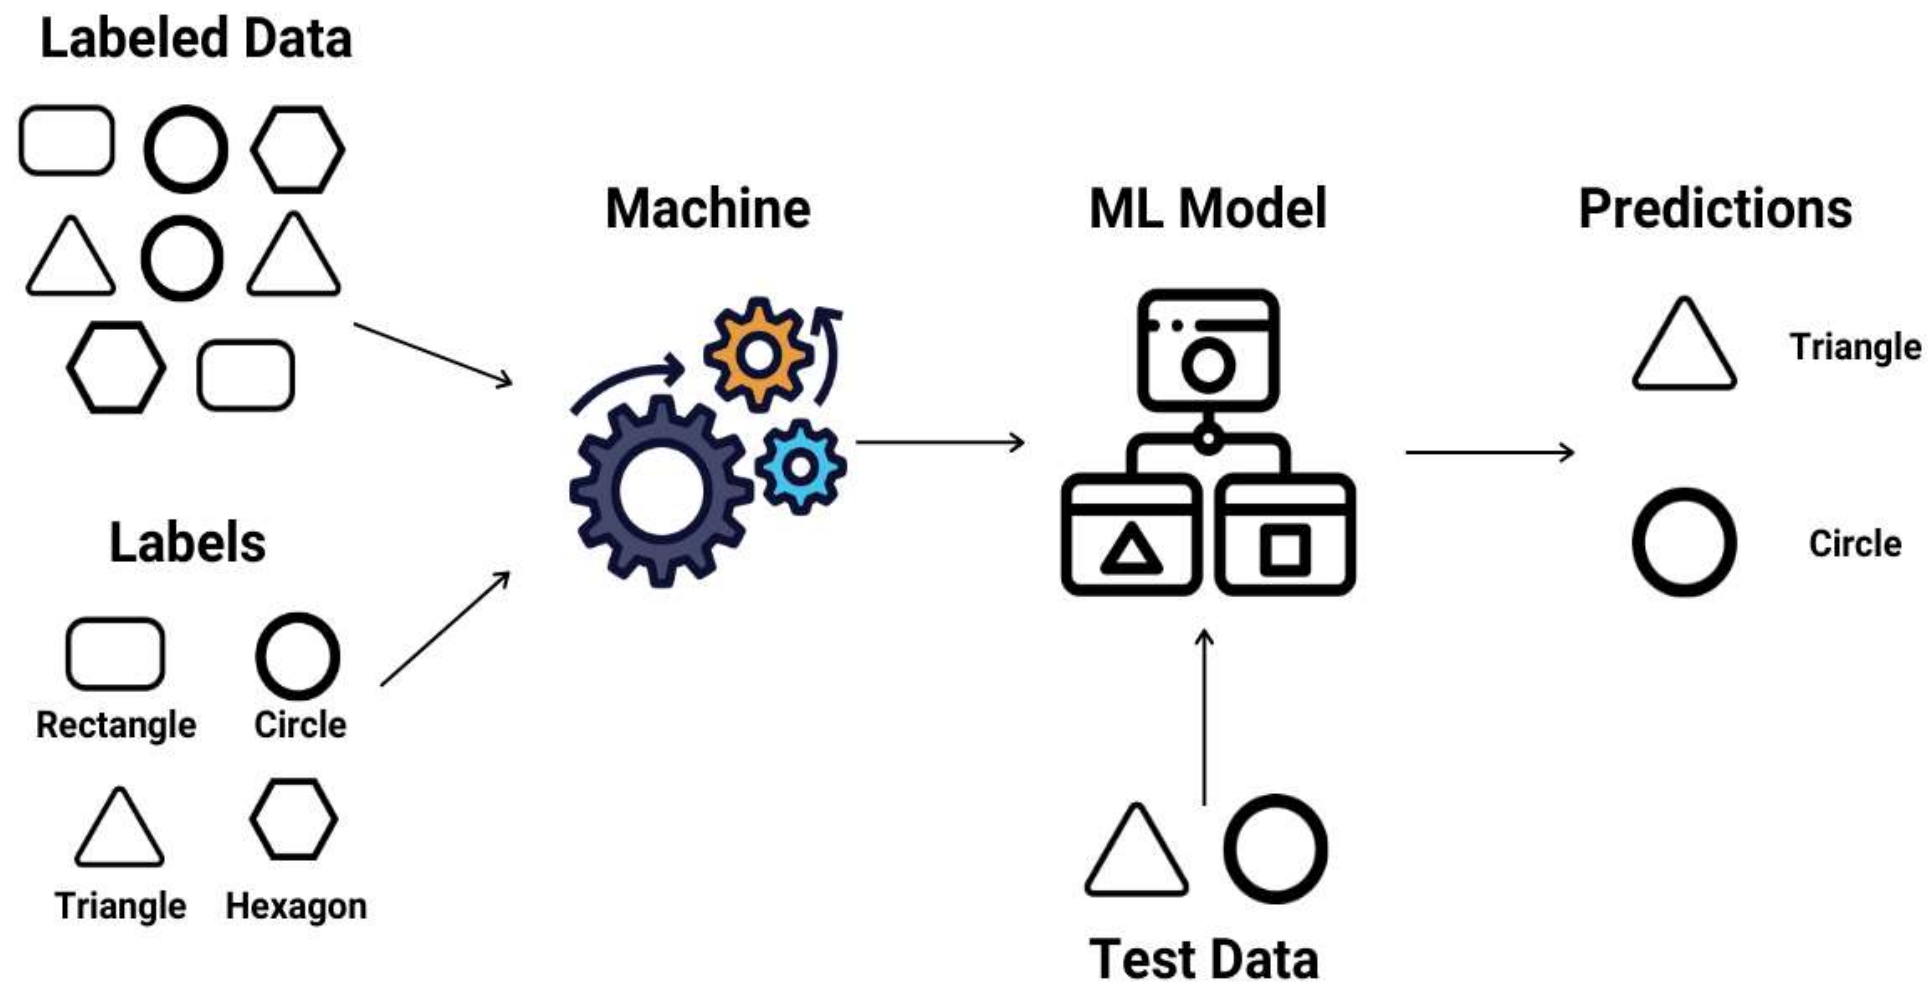 Labeled Data
Machine
ML Model
Predictions
Triangle
Circle
Labels
Rectangle
Circle
Triangle
Hexagon
Test Data